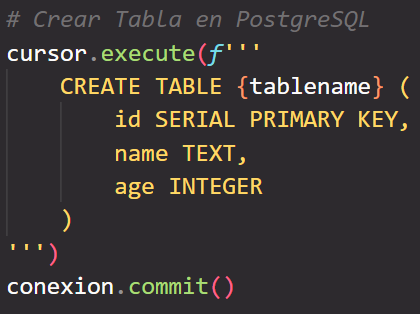 # Crear Tabla en PostgreSQL
cursor.execute(f'''
    CREATE TABLE {tablename} (
        id SERIAL PRIMARY KEY,
        name TEXT,
        age INTEGER
    )
''')
conexion.commit()